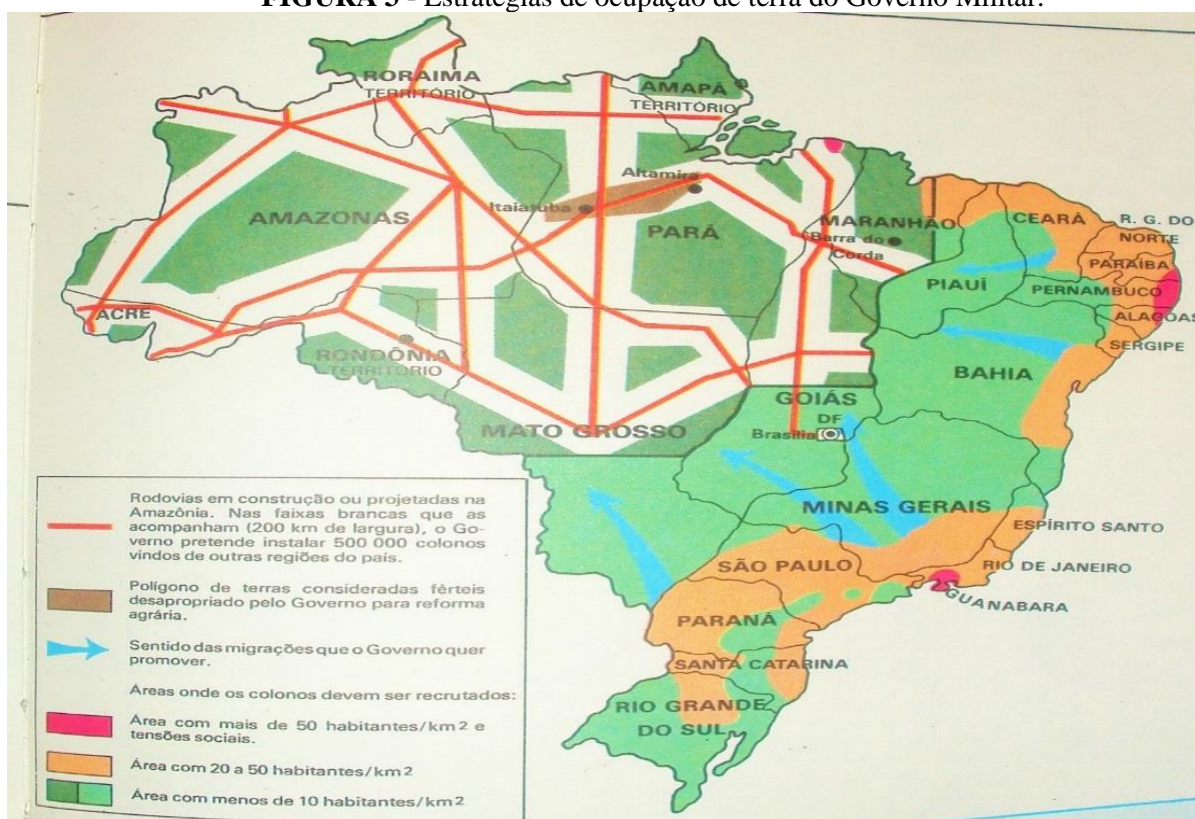 FIGURA 5 - Estratégias de ocupação de terra do Governo Militar.
RORAIMA
TERRITÓRIO
AMAPÁ
TERRITÓRIO
Altamira
Itaiatuba
AMAZONAS
PARÁ
MARANHÃO
Barra do
Corda
CEARÁ
R. G. DO
NORTE
PARAÍBA
PIAUÍ
PERNAMBUCO
ALAGOAS
SERGIPE
ACRE
RONDÔNIA
TERRITÓRIO
BAHIA
GOIÁS
DF
Brasília
MATO GROSSO
MINAS GERAIS
ESPÍRITO SANTO
SÃO PAULO
RIO DE JANEIRO
GUANABARA
PARANÁ
SANTA CATARINA
RIO GRANDE
DO SUL
Rodovias em construção ou projetadas na
Amazônia. Nas faixas brancas que as
acompanham (200 km de largura), o Go-
verno pretende instalar 500 000 colonos
vindos de outras regiões do país.
Polígono de terras consideradas férteis
desapropriado pelo Governo para reforma
agrária.
Sentido das migrações que o Governo quer
promover.
Áreas onde os colonos devem ser recrutados:
Área com mais de 50 habitantes/km2 e
tensões sociais.
Área com 20 a 50 habitantes/km2
Área com menos de 10 habitantes/km2